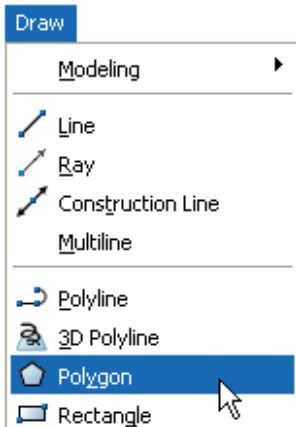 Draw
Modeling
Line
Ray
Construction Line
Multiline
Polyline
3D Polyline
Polygon
Rectangle